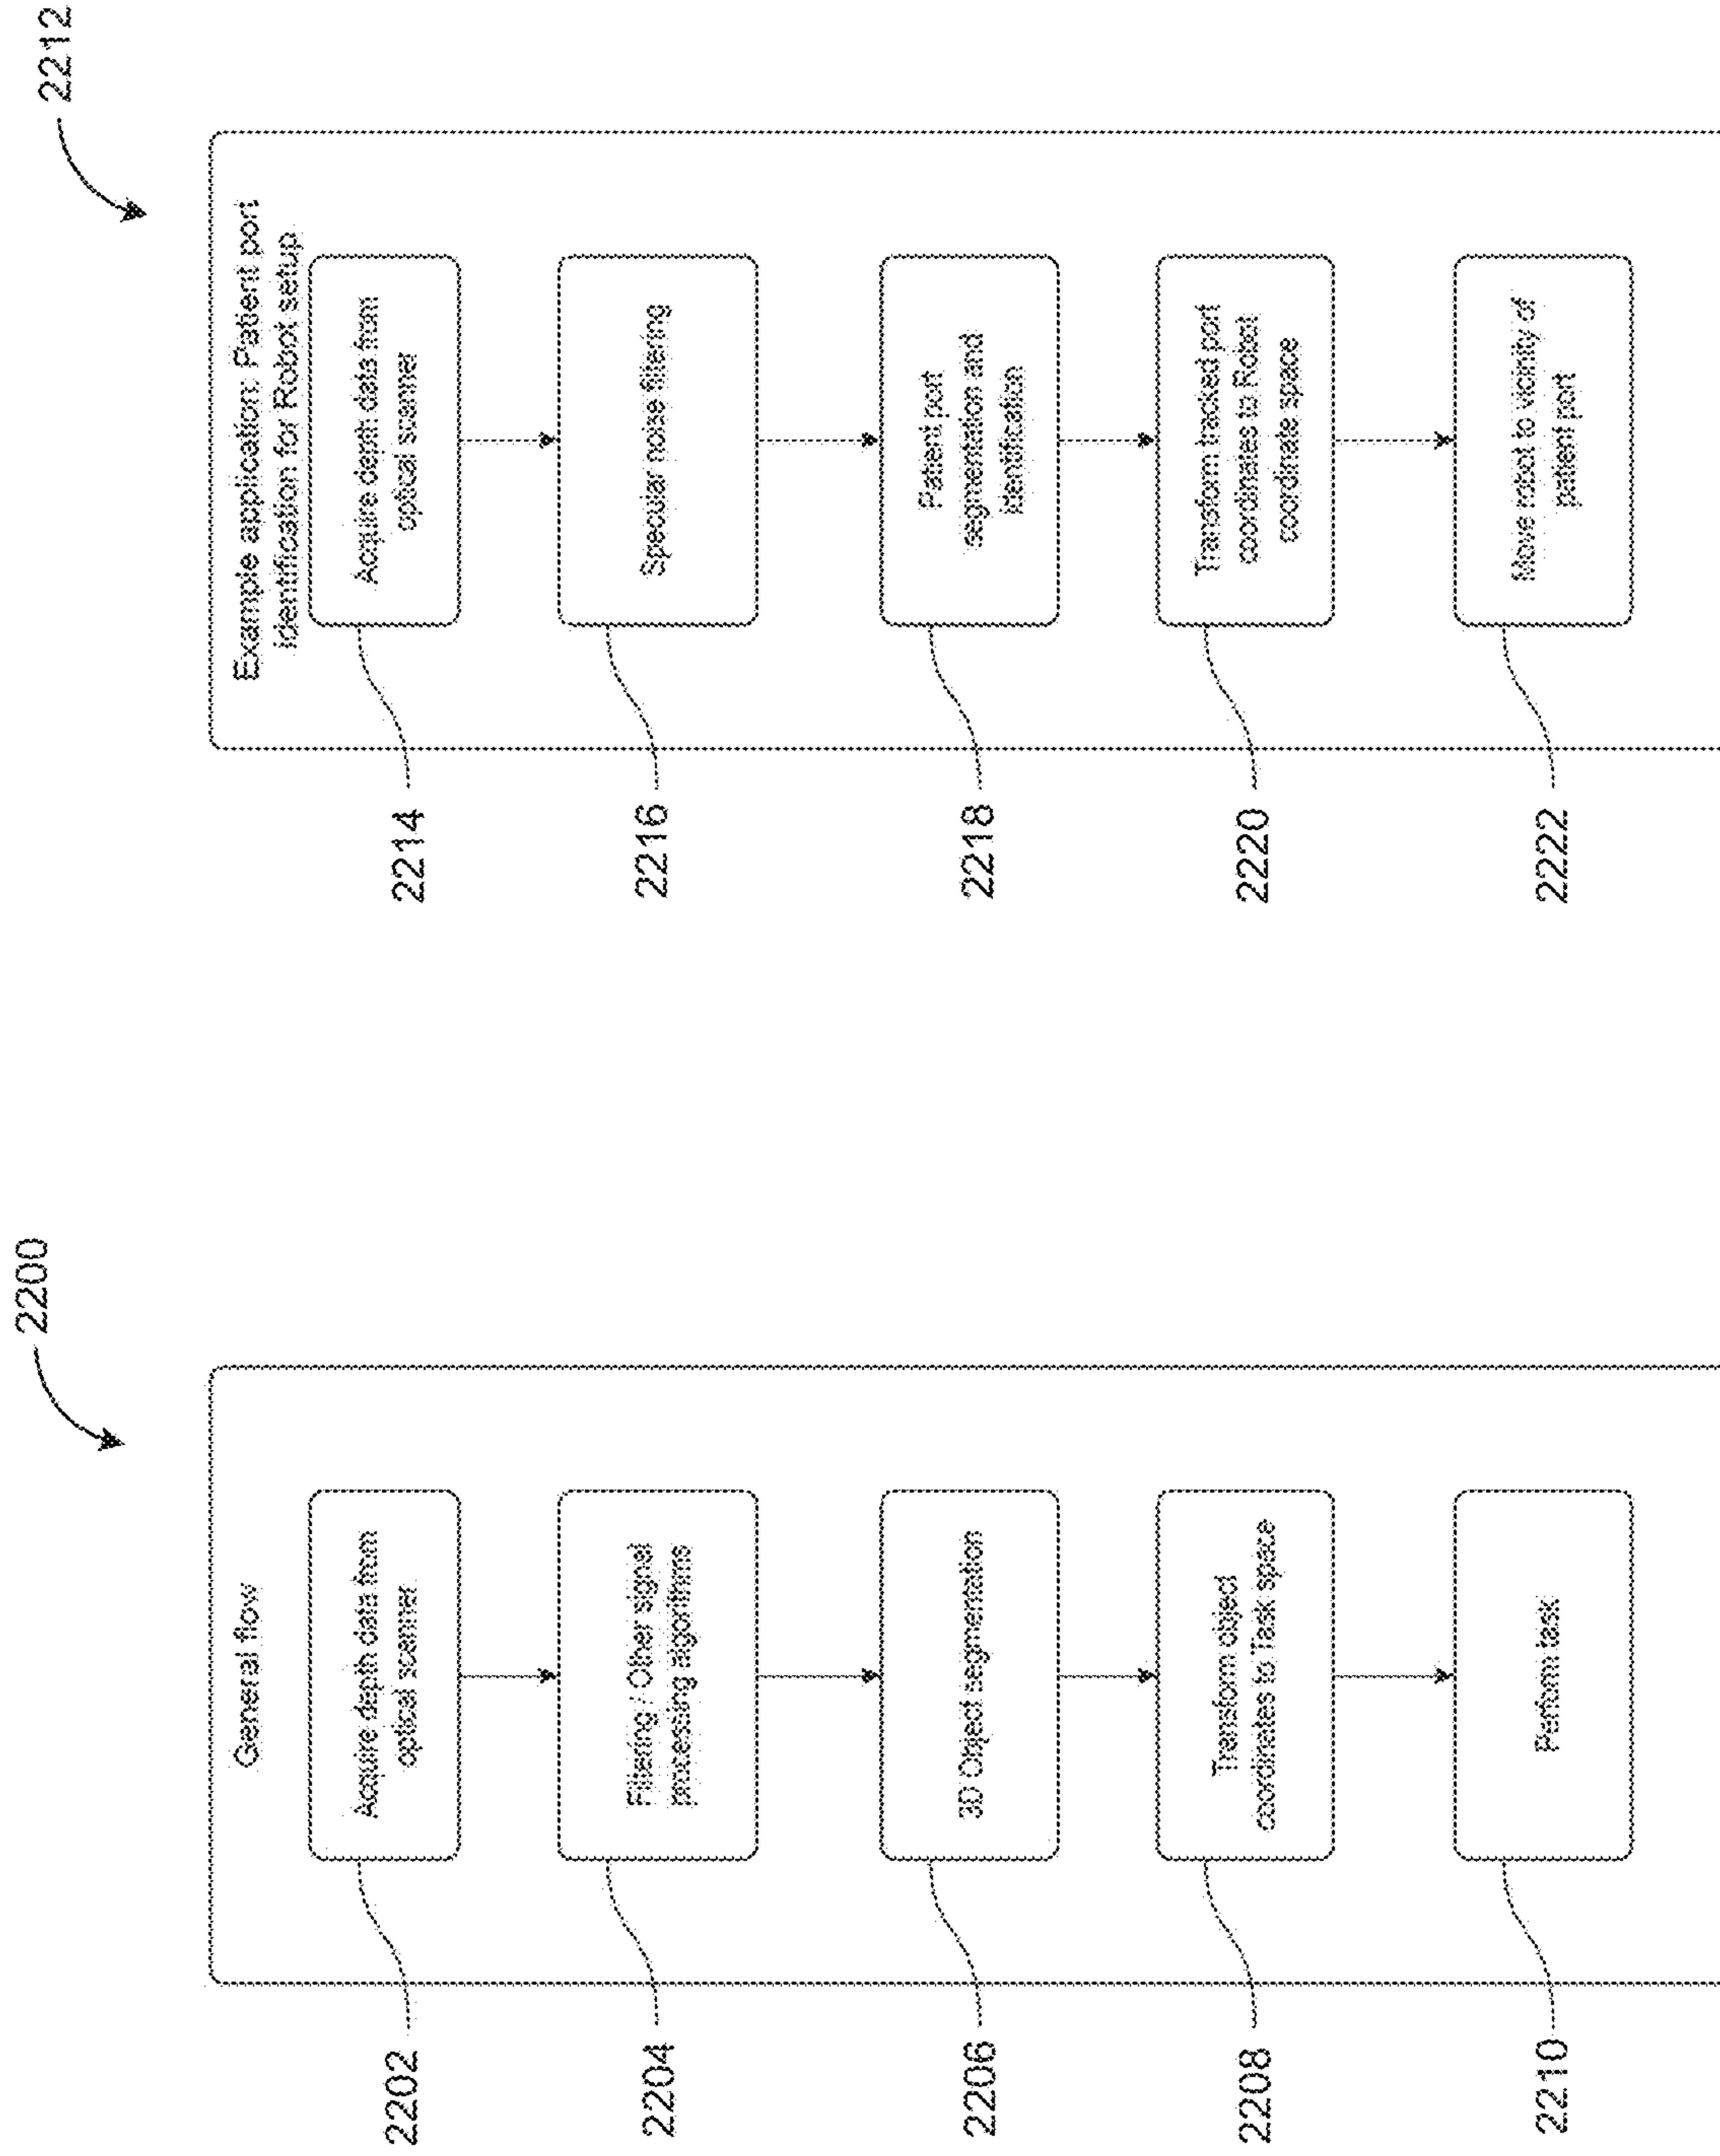 2200
General flow
2202
Acquire depth data from
optical scanner
2204
Filtering / Other signal
processing algorithms
2206
3D Object segmentation
2208
Transform object
coordinates to Task space
2210
Perform task
2212
Example application: Patient port
identification for Robot setup
2214
Acquire depth data from
optical scanner
2216
Specular noise filtering
2218
Patient port
segmentation and
identification
2220
Transform tracked port
coordinates to Robot
coordinate space
2222
Move robot to vicinity of
patient port